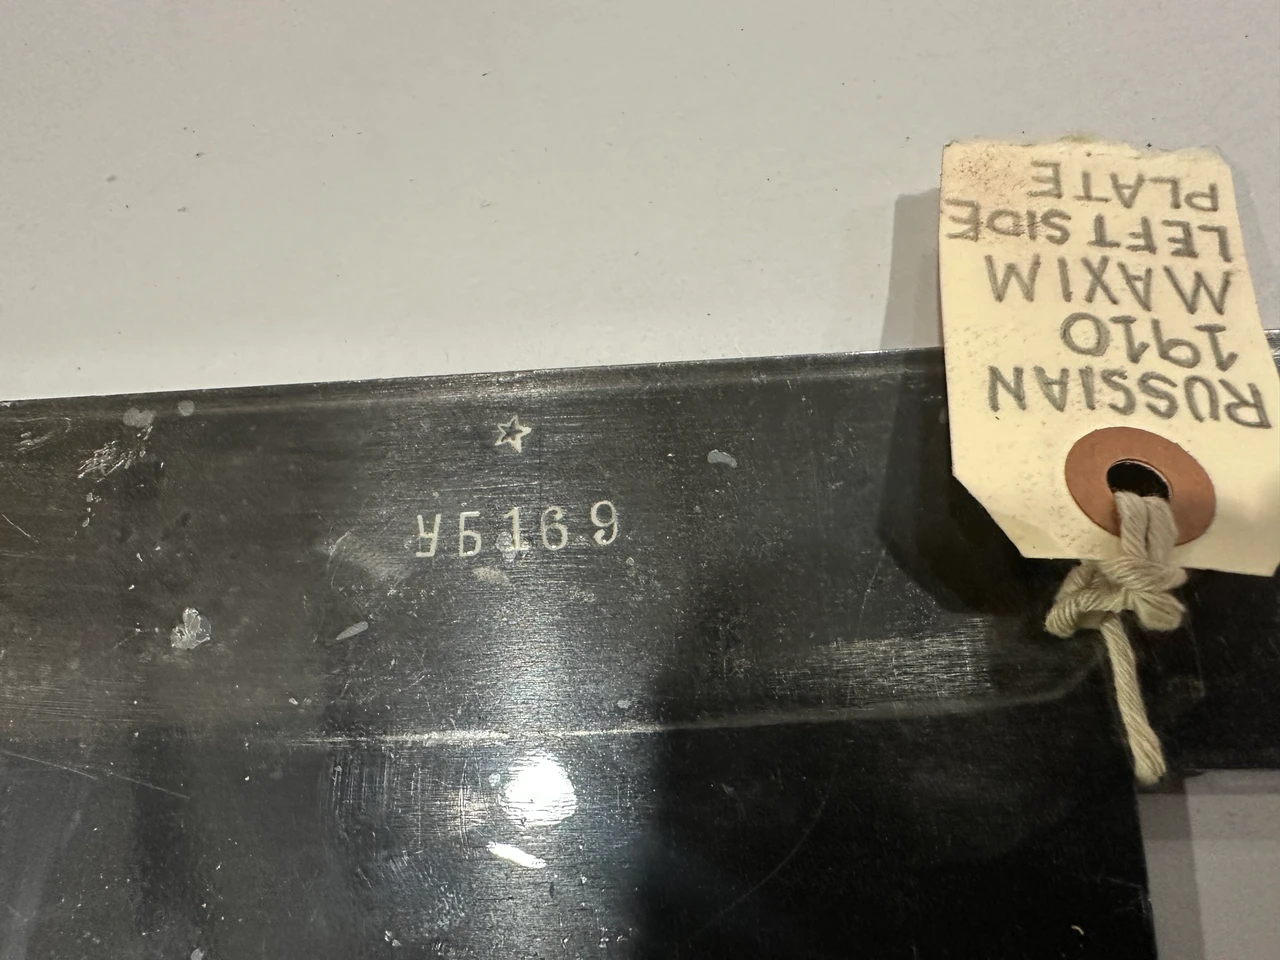 УБ169
RUSSIAN
1910
MAXIM
LEFT SIDE
PLATE